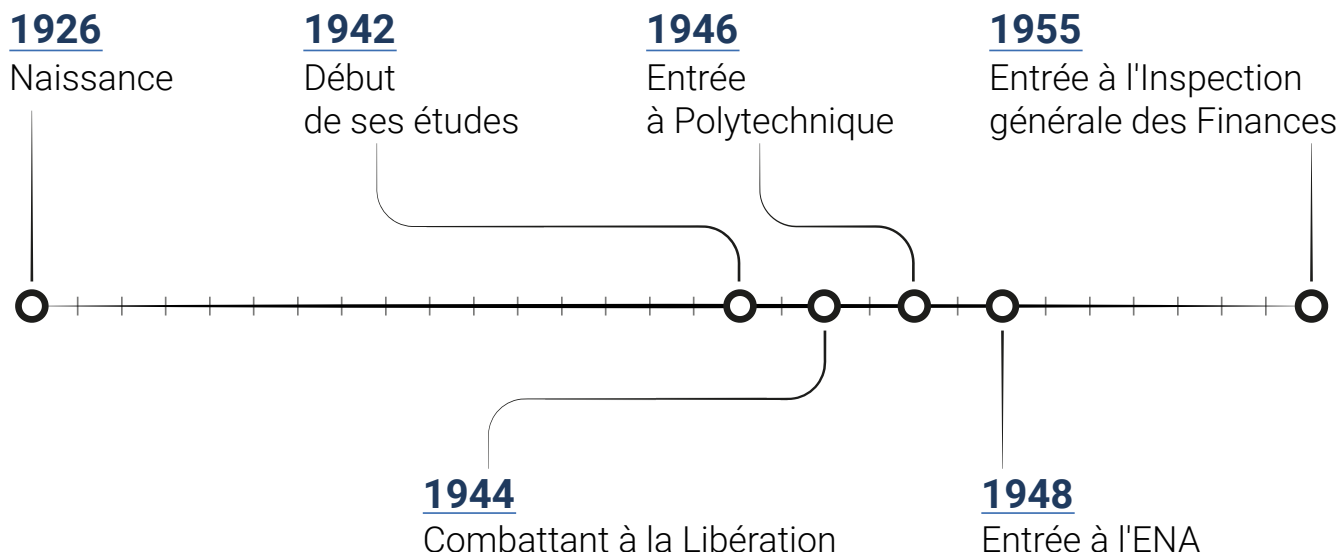 1926
Naissance
1942
Début
de ses études
1946
Entrée
à Polytechnique
1955
Entrée à l'Inspection
générale des Finances
1944
Combattant à la Libération
1948
Entrée à l'ENA